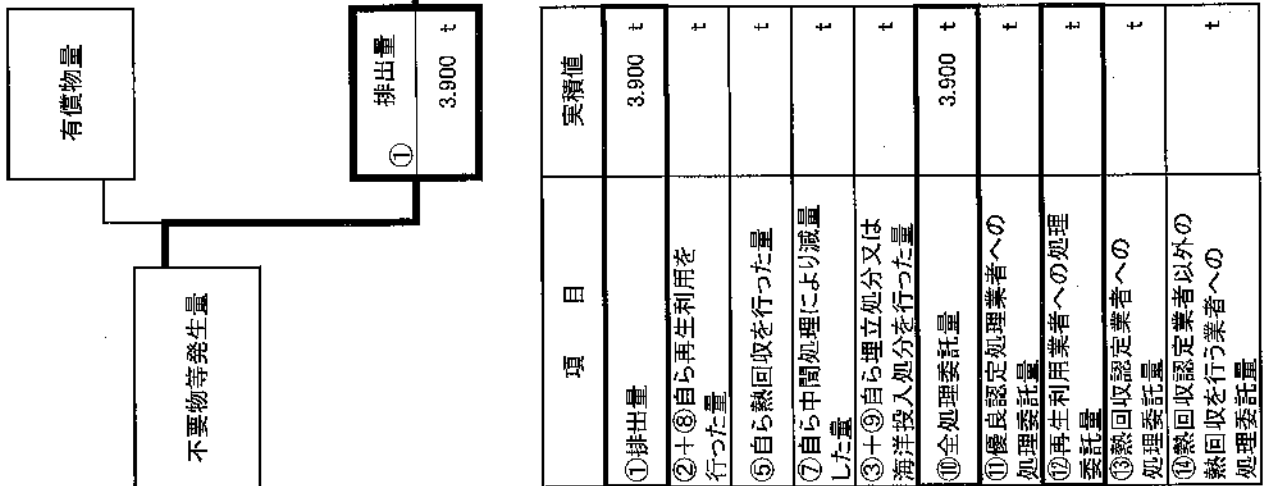 不要物等発生量
有償物量
①
排出量
3.900 t
項 目
実積値
①排出量
3.900 t
②+⑧自ら再生利用を
行った量
t
⑤自ら熱回収を行った量
t
⑦自ら中間処理により減量
した量
t
③+⑨自ら埋立処分又は
海洋投入処分を行った量
t
⑩全処理委託量
3.900 t
⑪優良認定処理業者への
処理委託量
t
⑫再生利用業者への処理
委託量
t
⑬熱回収認定業者への
処理委託量
t
⑭熱回収認定業者以外の
熱回収を行う業者への
処理委託量
t